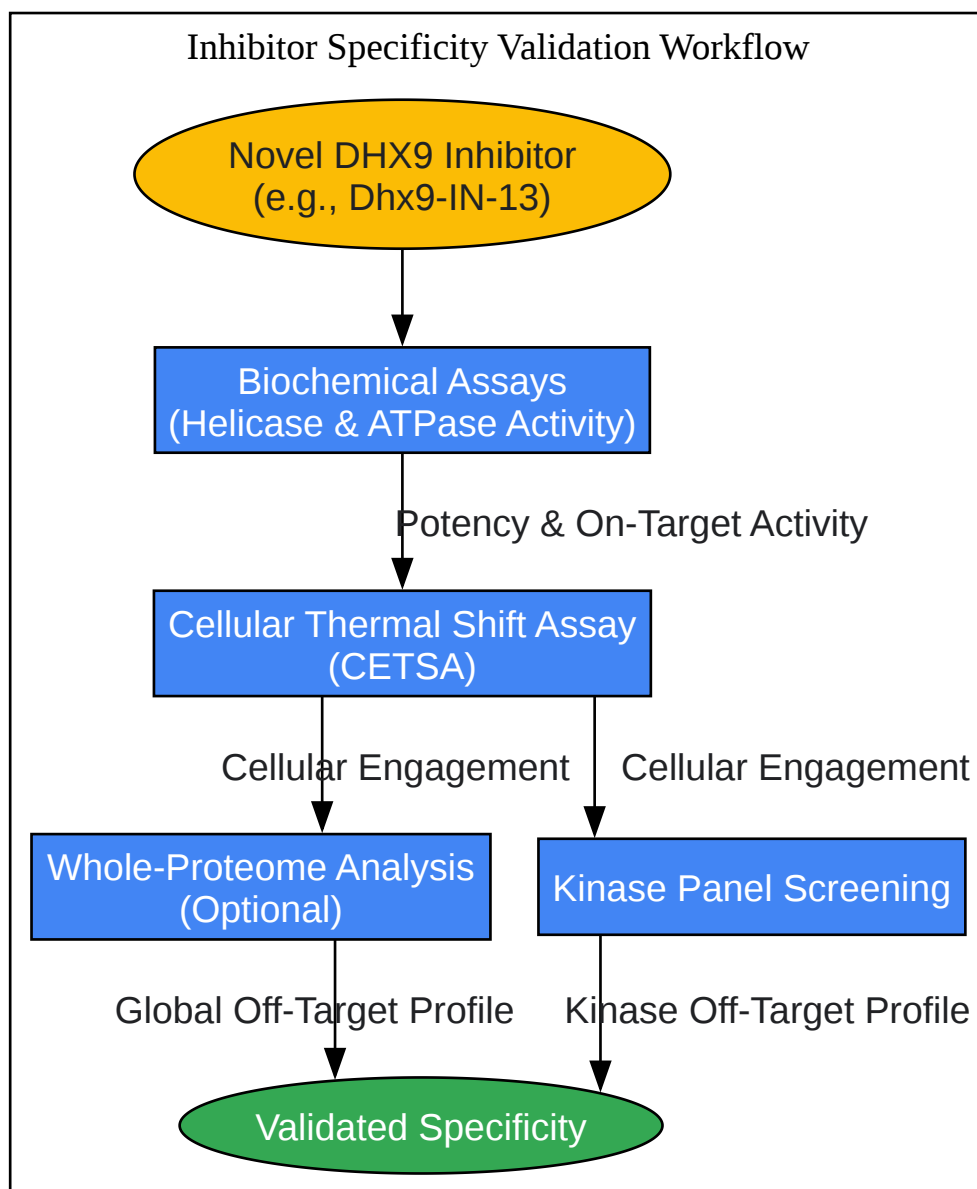 Inhibitor Specificity Validation Workflow
Novel DHX9 Inhibitor
(e.g., Dhx9-IN-13)
Biochemical Assays
(Helicase & ATPase Activity)
Potency & On-Target Activity
Cellular Thermal Shift Assay
(CETSA)
Cellular Engagement
Cellular Engagement
Whole-Proteome Analysis
(Optional)
Kinase Panel Screening
Global Off-Target Profile
Kinase Off-Target Profile
Validated Specificity